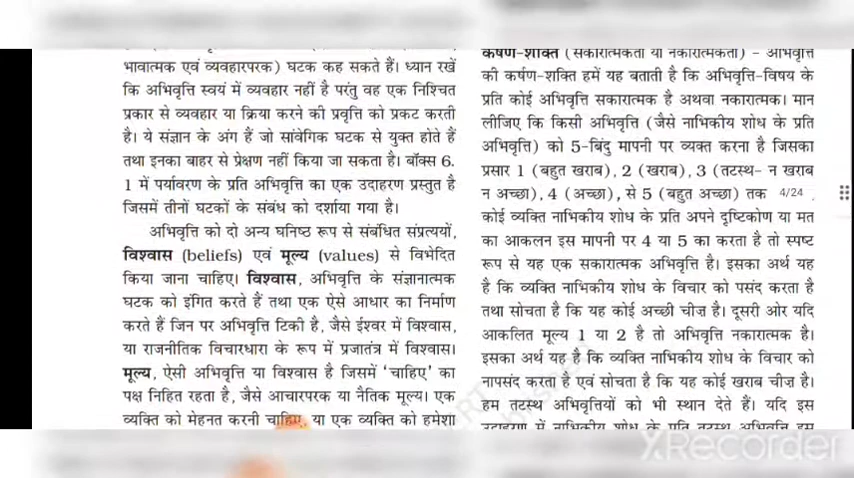 भावात्मक एवं व्यवहारपरक) घटक कह सकते हैं। ध्यान रखें
कि अभिवृत्ति स्वयं में व्यवहार नहीं है परंतु वह एक निश्चित
प्रकार से व्यवहार या क्रिया करने की प्रवृत्ति को प्रकट करती
है। ये संज्ञान के अंग हैं जो सांवेगिक घटक से युक्त होते हैं
तथा इनका बाहर से प्रेक्षण नहीं किया जा सकता है। बॉक्स 6.
1 में पर्यावरण के प्रति अभिवृत्ति का एक उदाहरण प्रस्तुत है
जिसमें तीनों घटकों के संबंध को दर्शाया गया है।
अभिवृत्ति को दो अन्य घनिष्ठ रूप से संबंधित संप्रत्ययों,
विश्वास (beliefs) एवं मूल्य (values) से विभेदित
किया जाना चाहिए। विश्वास, अभिवृत्ति के संज्ञानात्मक
घटक को इंगित करते हैं तथा एक ऐसे आधार का निर्माण
करते हैं जिन पर अभिवृत्ति टिकी है, जैसे ईश्वर में विश्वास,
या राजनीतिक विचारधारा के रूप में प्रजातंत्र में विश्वास।
मूल्य, ऐसी अभिवृत्ति या विश्वास है जिसमें ‘चाहिए’ का
पक्ष निहित रहता है, जैसे आचारपरक या नैतिक मूल्य। एक
व्यक्ति को मेहनत करनी चाहिए, या एक व्यक्ति को हमेशा
कर्षण-शक्ति (सकारात्मकता या नकारात्मकता) - अभिवृत्ति
की कर्षण-शक्ति हमें यह बताती है कि अभिवृत्ति-विषय के
प्रति कोई अभिवृत्ति सकारात्मक है अथवा नकारात्मक। मान
लीजिए कि किसी अभिवृत्ति (जैसे नाभिकीय शोध के प्रति
अभिवृत्ति) को 5-बिंदु मापनी पर व्यक्त करना है जिसका
प्रसार 1 (बहुत खराब), 2 (खराब), 3 (तटस्थ- न खराब
न अच्छा), 4 (अच्छा), से 5 (बहुत अच्छा) तक 4/24
कोई व्यक्ति नाभिकीय शोध के प्रति अपने दृष्टिकोण या मत
का आकलन इस मापनी पर 4 या 5 का करता है तो स्पष्ट
रूप से यह एक सकारात्मक अभिवृत्ति है। इसका अर्थ यह
है कि व्यक्ति नाभिकीय शोध के विचार को पसंद करता है
तथा सोचता है कि यह कोई अच्छी चीज़ है। दूसरी ओर यदि
आकलित मूल्य 1 या 2 है तो अभिवृत्ति नकारात्मक है।
इसका अर्थ यह है कि व्यक्ति नाभिकीय शोध के विचार को
नापसंद करता है एवं सोचता है कि यह कोई खराब चीज़ है।
हम तटस्थ अभिवृत्तियों को भी स्थान देते हैं। यदि इस
उदाहरण में नाभिकीय शोध के प्रति तटस्थ अभिवृत्ति इस
XRecorder